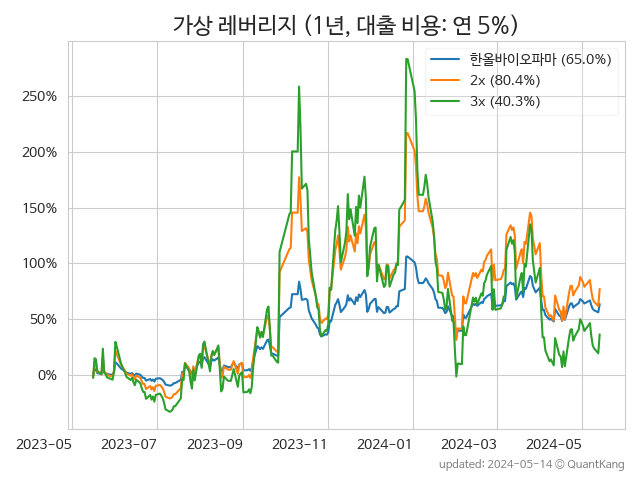 가상 레버리지 (1년, 대출 비용: 연 5%)
한올바이오파마 (65.0%)
2x (80.4%)
3x (40.3%)
250%
200%
150%
100%
50%
0%
2023-05
2023-07
2023-09
2023-11
2024-01
2024-03
2024-05
updated: 2024-05-14 © QuantKang